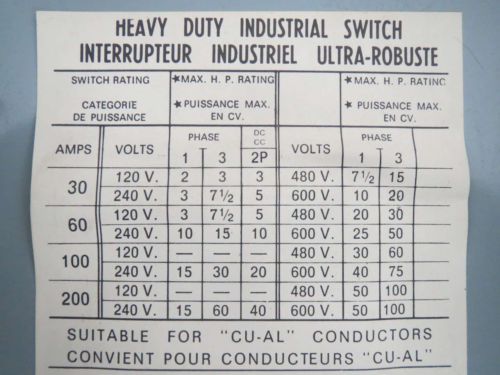 HEAVY DUTY INDUSTRIAL SWITCH
INTERRUPTEUR INDUSTRIEL ULTRA-ROBUSTE
SWITCH RATING ★MAX. H. P. RATING ★MAX. H. P. RATING
CATEGORIE ★PUISSANCE MAX. ★PUISSANCE MAX.
DE PUISSANCE EN CV. EN CV.
PHASE DC PHASE
CC
AMPS VOLTS 1 3 2P VOLTS 1 3
30 120 V. 2 3 3 480 V. 7½ 15
240 V. 3 7½ 5 600 V. 10 20
60 120 V. 3 7½ 5 480 V. 20 30
240 V. 10 15 10 600 V. 25 50
100 120 V. — — — 480 V. 30 60
240 V. 15 30 20 600 V. 40 75
200 120 V. — — — 480 V. 50 100
240 V. 15 60 40 600 V. 50 100
SUITABLE FOR "CU-AL" CONDUCTORS
CONVIENT POUR CONDUCTEURS "CU-AL"